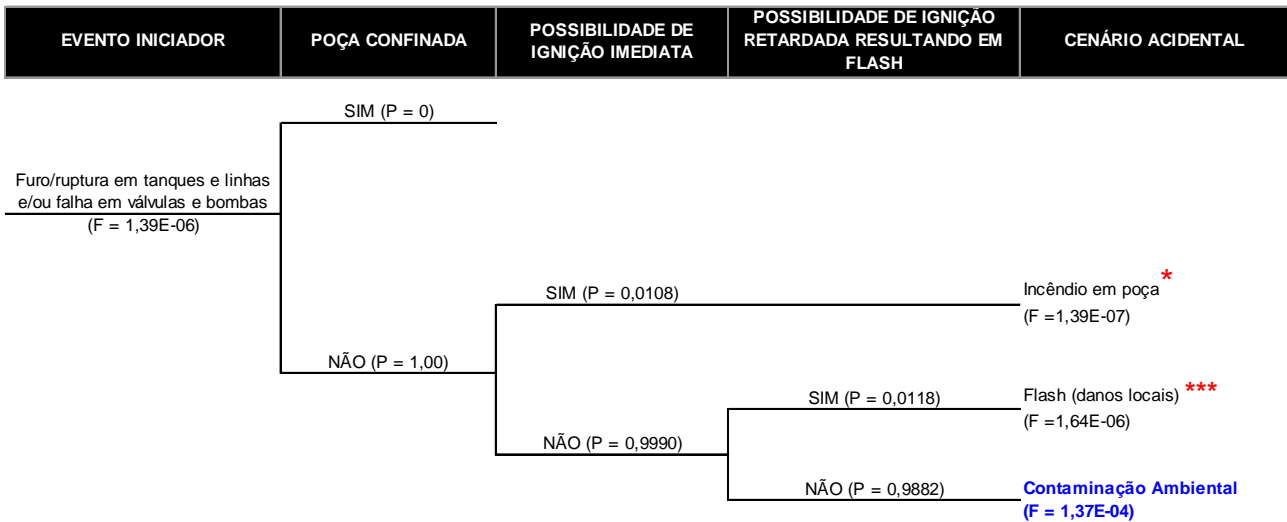 EVENTO INICIADOR
POÇA CONFINADA
POSSIBILIDADE DE
IGNIÇÃO IMEDIATA
POSSIBILIDADE DE IGNIÇÃO
RETARDADA RESULTANDO EM
FLASH
CENÁRIO ACIDENTAL
SIM (P = 0)
Furo/ruptura em tanques e linhas
e/ou falha em válvulas e bombas
(F = 1,39E-06)
SIM (P = 0,0108)
Incêndio em poça*
(F =1,39E-07)
NÃO (P = 1,00)
SIM (P = 0,0118)
Flash (danos locais) ***
(F =1,64E-06)
NÃO (P = 0,9990)
NÃO (P = 0,9882)
Contaminação Ambiental
(F = 1,37E-04)